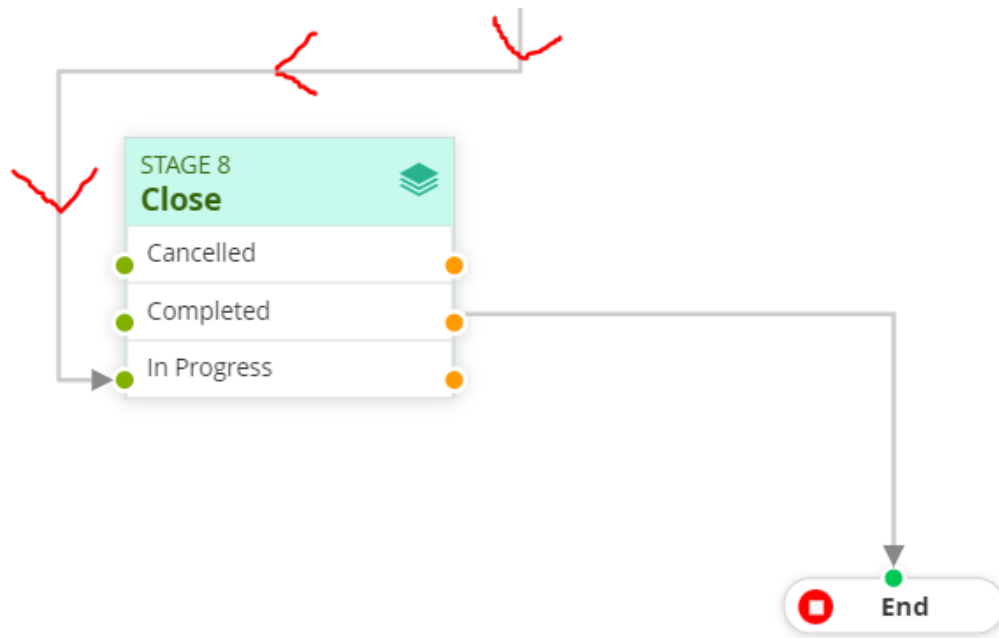 STAGE 8
Close
Cancelled
Completed
In Progress
End